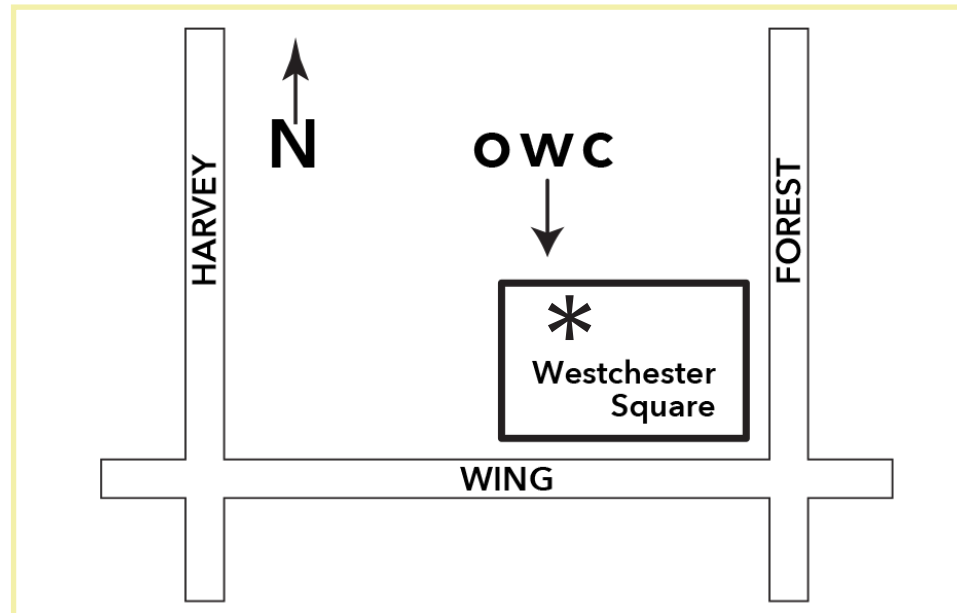 N
owc
HARVEY
FOREST
*
Westchester
Square
WING